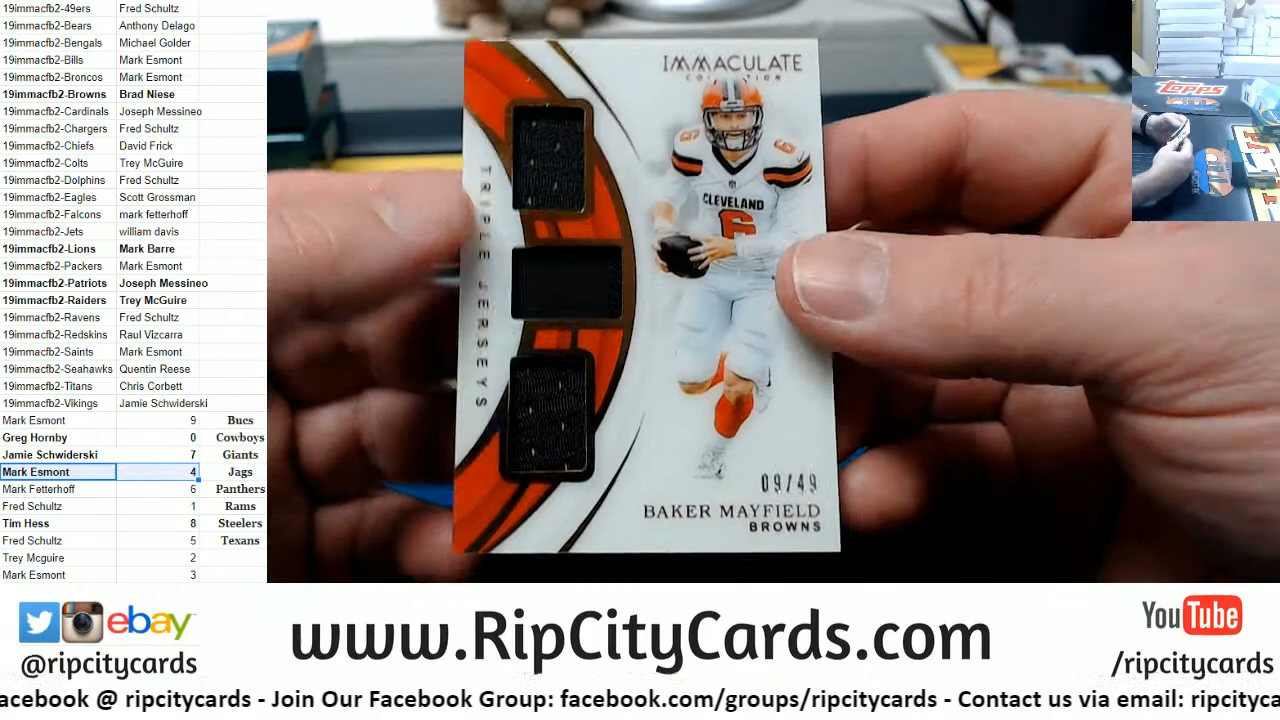 19immacfb2-49ers Fred Schultz
19immacfb2-Bears Anthony Delago
19immacfb2-Bengals Michael Golder
19immacfb2-Bills Mark Esmont
19immacfb2-Broncos Mark Esmont
19immacfb2-Browns Brad Niese
19immacfb2-Cardinals Joseph Messineo
19immacfb2-Chargers Fred Schultz
19immacfb2-Chiefs David Frick
19immacfb2-Colts Trey McGuire
19immacfb2-Dolpins Fred Schultz
19immacfb2-Eagles Scott Grossman
19immacfb2-Falcons mark fetterhoff
19immacfb2-Jets william davis
19immacfb2-Lions Mark Barre
19immacfb2-Packers Mark Esmont
19immacfb2-Patriots Joseph Messineo
19immacfb2-Raiders Trey McGuire
19immacfb2-Ravens Fred Schultz
19immacfb2-Redskins Raul Vizcarra
19immacfb2-Saints Mark Esmont
19immacfb2-Seahawks Quentin Reese
19immacfb2-Titans Chris Corbett
19immacfb2-Vikings Jamie Schwiderski
Mark Esmont 9 Bucs
Greg Hornby 0 Cowboys
Jamie Schwiderski 7 Giants
Mark Esmont 4 Jags
Mark Fetterhoff 6 Panthers
Fred Schultz 1 Rams
Tim Hess 8 Steelers
Fred Schultz 5 Texans
Trey Mcguire 2
Mark Esmont 3
IMMACULATE
COLLECTION
TRIPLE JERSEYS
6 6
CLEVELAND
6
09/49
BAKER MAYFIELD
BROWNS
topps
ebay
@ripcitycards
www.RipCityCards.com
YouTube
/ripcitycards
acebook @ ripcitycards - Join Our Facebook Group: facebook.com/groups/ripcitycards - Contact us via email: ripcityca